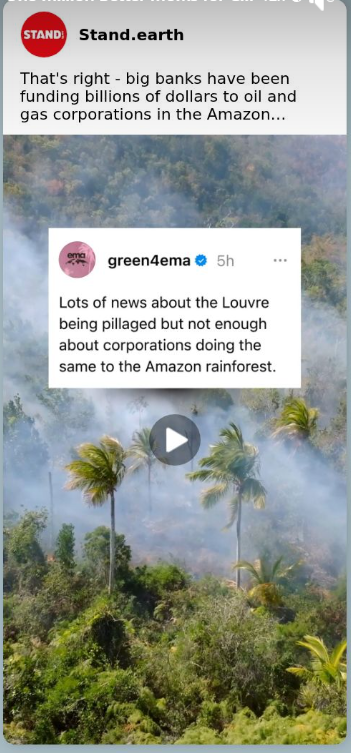 STAND!
Stand.earth
That's right - big banks have been
funding billions of dollars to oil and
gas corporations in the Amazon...
ema
green4ema 5h ...
Lots of news about the Louvre
being pillaged but not enough
about corporations doing the
same to the Amazon rainforest.